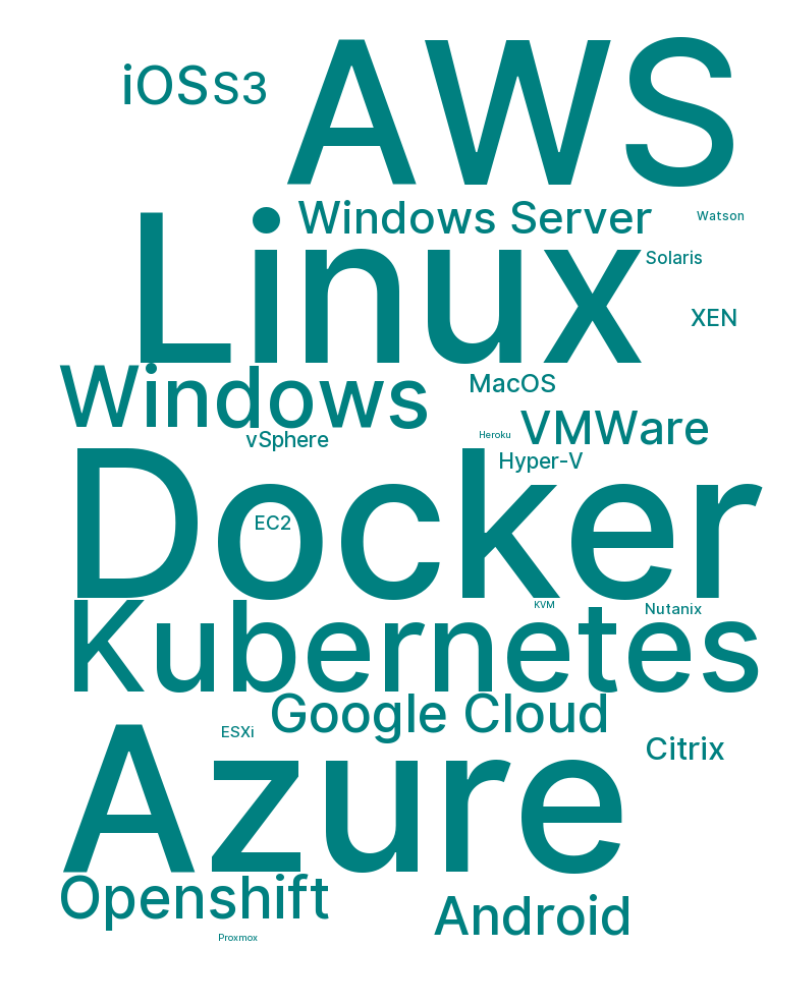 AWS
iOS S3
Windows Server
Watson
Linux
Solaris
XEN
Windows
MacOS
VMWare
Heroku
vSphere
Hyper-V
Docker
EC2
KVM
Nutanix
Kubernetes
Google Cloud
ESXi
Citrix
Azure
Openshift
Android
Proxmox